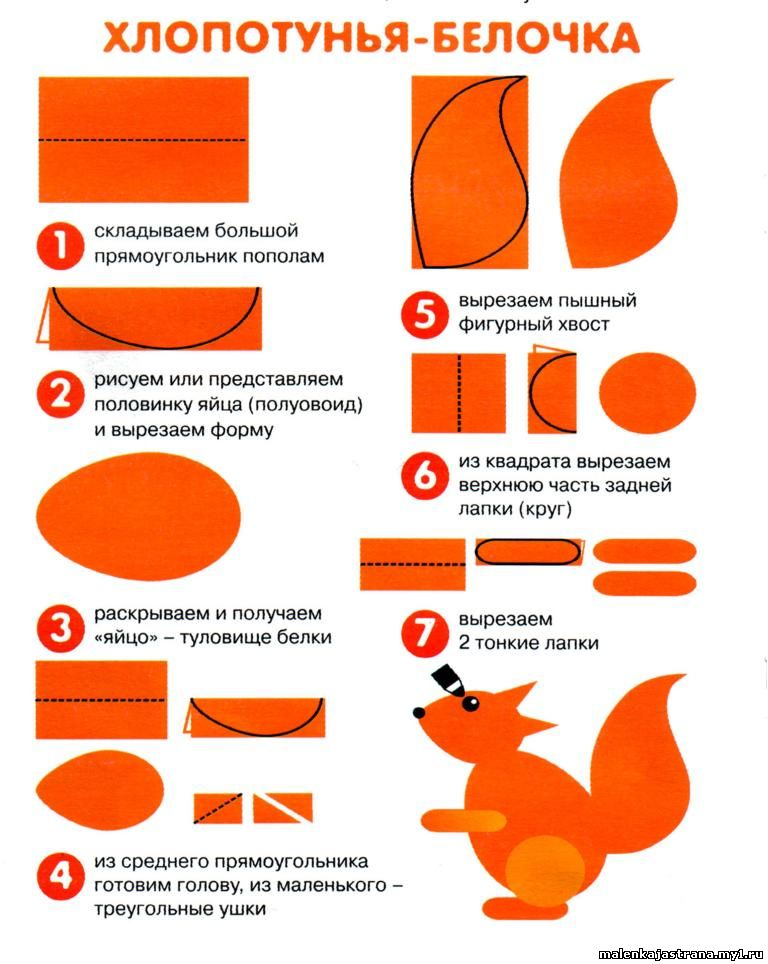 ХЛОПОТУНЬЯ-БЕЛОЧКА
1 складываем большой
прямоугольник пополам
2 рисуем или представляем
половинку яйца (полуовоид)
и вырезаем форму
3 раскрываем и получаем
«яйцо» – туловище белки
4 из среднего прямоугольника
готовим голову, из маленького –
треугольные ушки
5 вырезаем пышный
фигурный хвост
6 из квадрата вырезаем
верхнюю часть задней
лапки (круг)
7 вырезаем
2 тонкие лапки
malenkajastrana.my1.ru